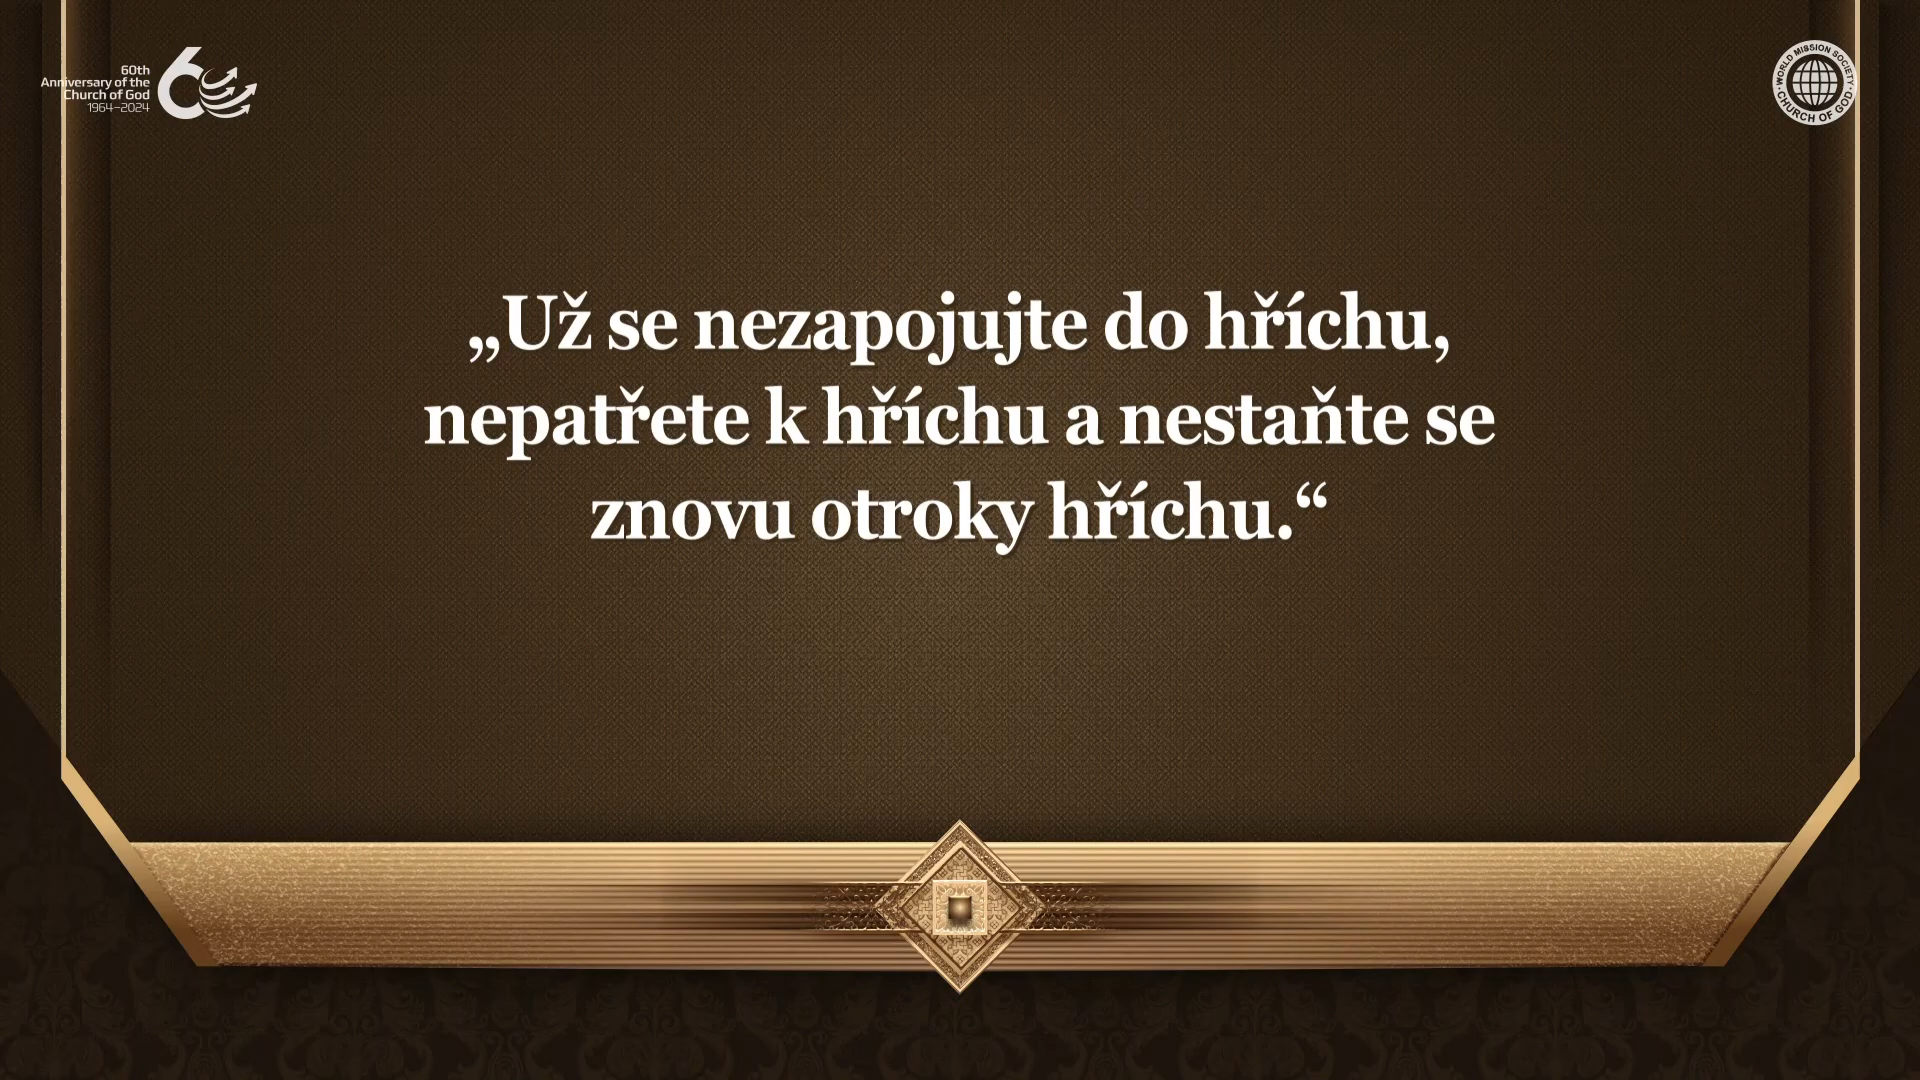 60th
Anniversary of the
Church of God
1964–2024
60
WORLD MISSION SOCIETY
CHURCH OF GOD
„Už se nezapojujte do hříchu,
nepatřete k hříchu a nestaňte se
znovu otroky hříchu.“